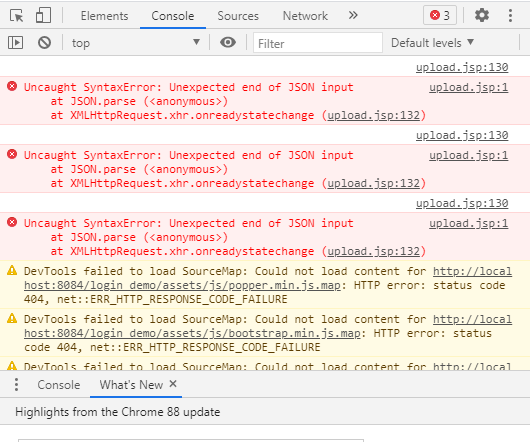 Elements Console Sources Network » 3
top Filter Default levels
upload.jsp:130
Uncaught SyntaxError: Unexpected end of JSON input upload.jsp:1
at JSON.parse (<anonymous>)
at XMLHttpRequest.xhr.onreadystatechange (upload.jsp:132)
upload.jsp:130
Uncaught SyntaxError: Unexpected end of JSON input upload.jsp:1
at JSON.parse (<anonymous>)
at XMLHttpRequest.xhr.onreadystatechange (upload.jsp:132)
upload.jsp:130
Uncaught SyntaxError: Unexpected end of JSON input upload.jsp:1
at JSON.parse (<anonymous>)
at XMLHttpRequest.xhr.onreadystatechange (upload.jsp:132)
DevTools failed to load SourceMap: Could not load content for http://local
host:8084/login_demo/assets/js/popper.min.js.map: HTTP error: status code
404, net::ERR_HTTP_RESPONSE_CODE_FAILURE
DevTools failed to load SourceMap: Could not load content for http://local
host:8084/login_demo/assets/js/bootstrap.min.js.map: HTTP error: status
code 404, net::ERR_HTTP_RESPONSE_CODE_FAILURE
DevTools failed to load SourceMap: Could not load content for http://local
Console What's New ×
Highlights from the Chrome 88 update